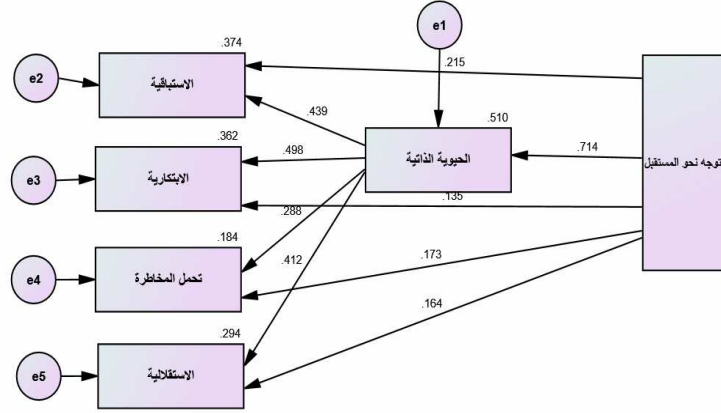 e1
.374
e2
الاستباقية
.215
.439
.510
.362
.498
الحيوية الذاتية
.714
توجه نحو المستقبل
e3
الابتكارية
.135
.288
.184
.412
e4
تحمل المخاطرة
.173
.164
.294
e5
الاستقلالية